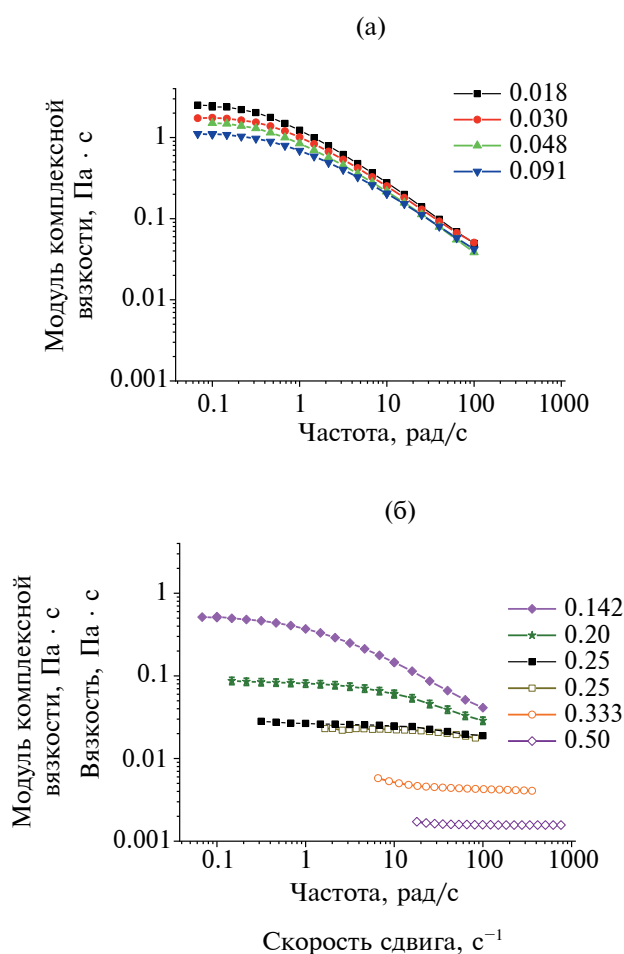 (а)
Модуль комплексной
вязкости, Па · с
1
0.1
0.01
0.001
0.018
0.030
0.048
0.091
0.1 1 10 100 1000
Частота, рад/с
(б)
Модуль комплексной
вязкости, Па · с
Вязкость, Па · с
1
0.1
0.01
0.001
0.142
0.20
0.25
0.25
0.333
0.50
0.1 1 10 100 1000
Частота, рад/с
Скорость сдвига, с⁻¹